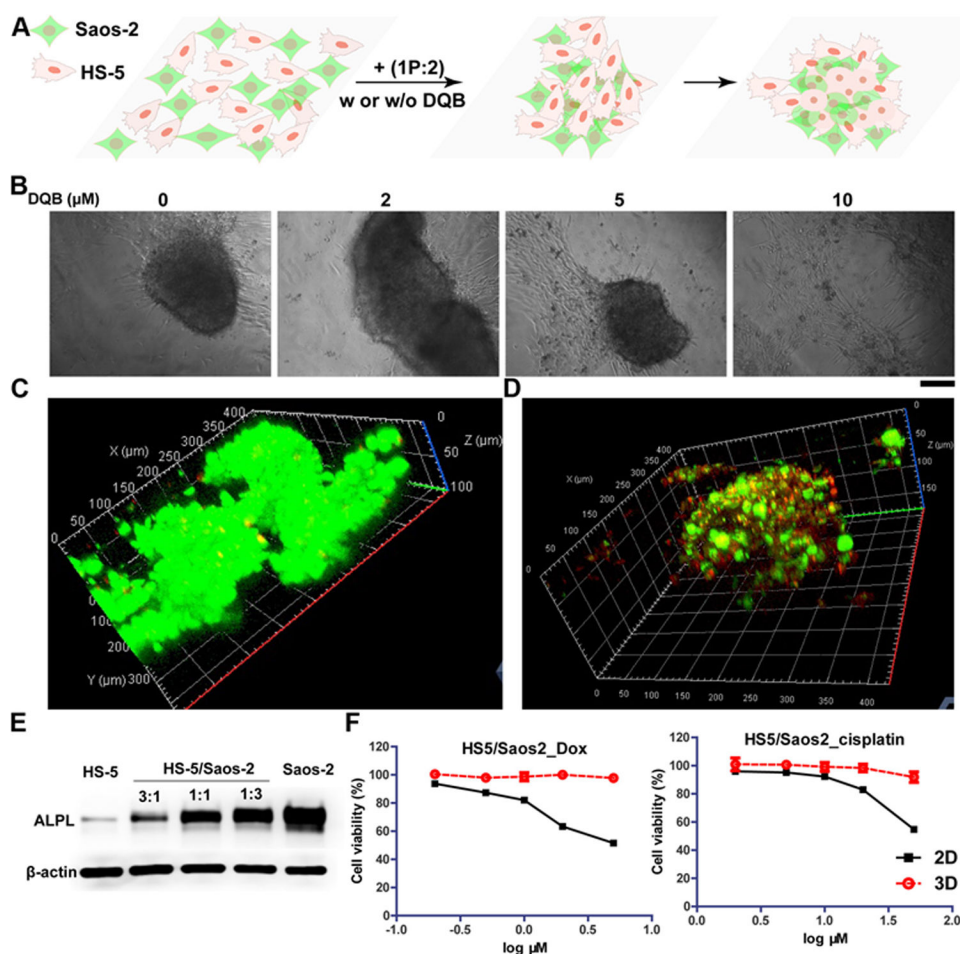 A
Saos-2
HS-5
+ (1P:2)
w or w/o DQB
B
DQB (μM)
0
2
5
10
C
400
350
300
250
200
150
100
50
0
X (μm)
0
50
100
Z (μm)
100
200
300
Y (μm)
D
400
350
300
250
200
150
100
50
0
X (μm)
0
50
100
150
Z (μm)
0 50 100 150 200 250 300 350 400
E
HS-5
HS-5/Saos-2
Saos-2
3:1
1:1
1:3
ALPL
β-actin
F
HS5/Saos2_Dox
Cell viability (%)
120
100
80
60
40
20
0
-1.0 -0.5 0.0 0.5 1.0
log μM
HS5/Saos2_cisplatin
Cell viability (%)
120
100
80
60
40
20
0
0.0 0.5 1.0 1.5 2.0
log μM
2D
3D